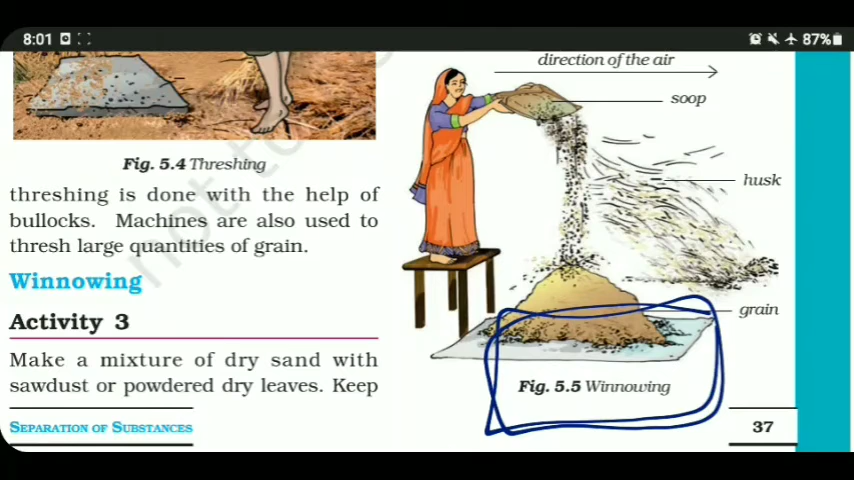 8:01
87%
direction of the air
soop
husk
grain
Fig. 5.4 Threshing
threshing is done with the help of
bullocks. Machines are also used to
thresh large quantities of grain.
Winnowing
Activity 3
Make a mixture of dry sand with
sawdust or powdered dry leaves. Keep
Fig. 5.5 Winnowing
SEPARATION OF SUBSTANCES
37
not to